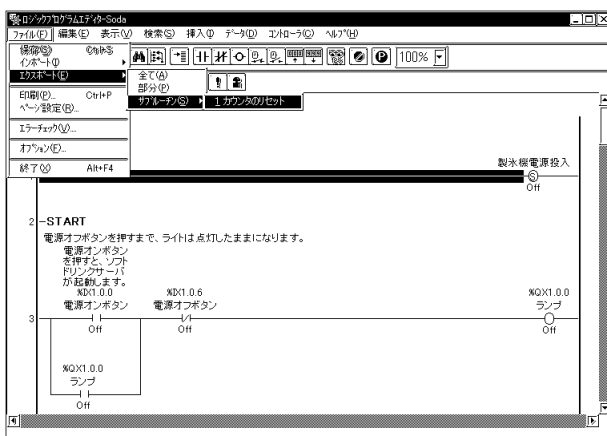 ロジックプログラムエディタ-Soda
ファイル(F) 編集(E) 表示(V) 検索(S) 挿入(I) データ(D) コントローラ(C) ヘルプ(H)
保存(S) Ctrl+S
インポート(I)
エクスポート(E)
全て(A)
部分(P)
サブルーチン(S)
1 カウンタのリセット
印刷(P)... Ctrl+P
ページ設定(R)...
エラーチェック(V)...
オプション(E)...
終了(X) Alt+F4
100%
製氷機電源投入
S
Off
2 -START
電源オフボタンを押すまで、ライトは点灯したままになります。
電源オンボタン
を押すと、ソフト
ドリンクサーバ
が起動します。
%IX1.0.0
電源オンボタン
Off
%IX1.0.6
電源オフボタン
Off
%QX1.0.0
ランプ
Off
3
%QX1.0.0
ランプ
Off